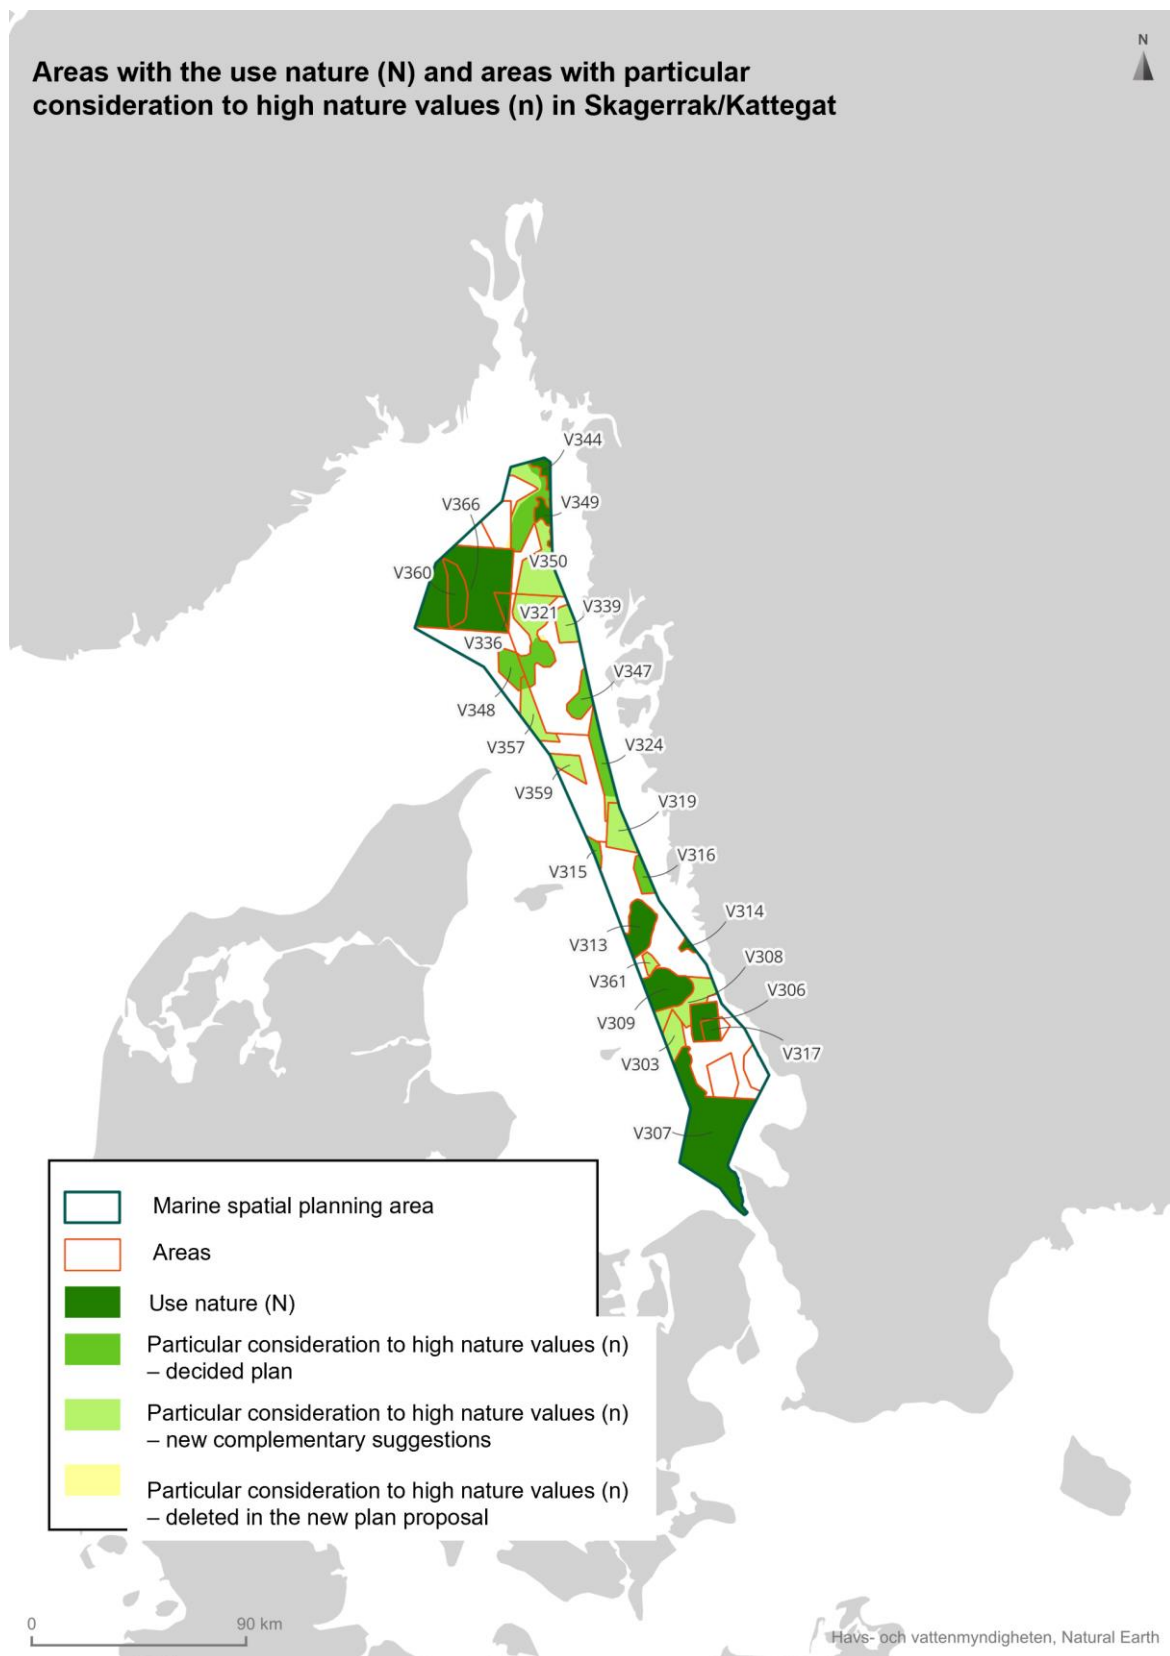 N
Areas with the use nature (N) and areas with particular
consideration to high nature values (n) in Skagerrak/Kattegat
V344
V366
V349
V350
V360
V339
V321
V336
V347
V348
V357
V324
V359
V319
V316
V315
V314
V313
V308
V361
V306
V309
V317
V303
V307
Marine spatial planning area
Areas
Use nature (N)
Particular consideration to high nature values (n)
– decided plan
Particular consideration to high nature values (n)
– new complementary suggestions
Particular consideration to high nature values (n)
– deleted in the new plan proposal
0 90 km
Havs- och vattenmyndigheten, Natural Earth